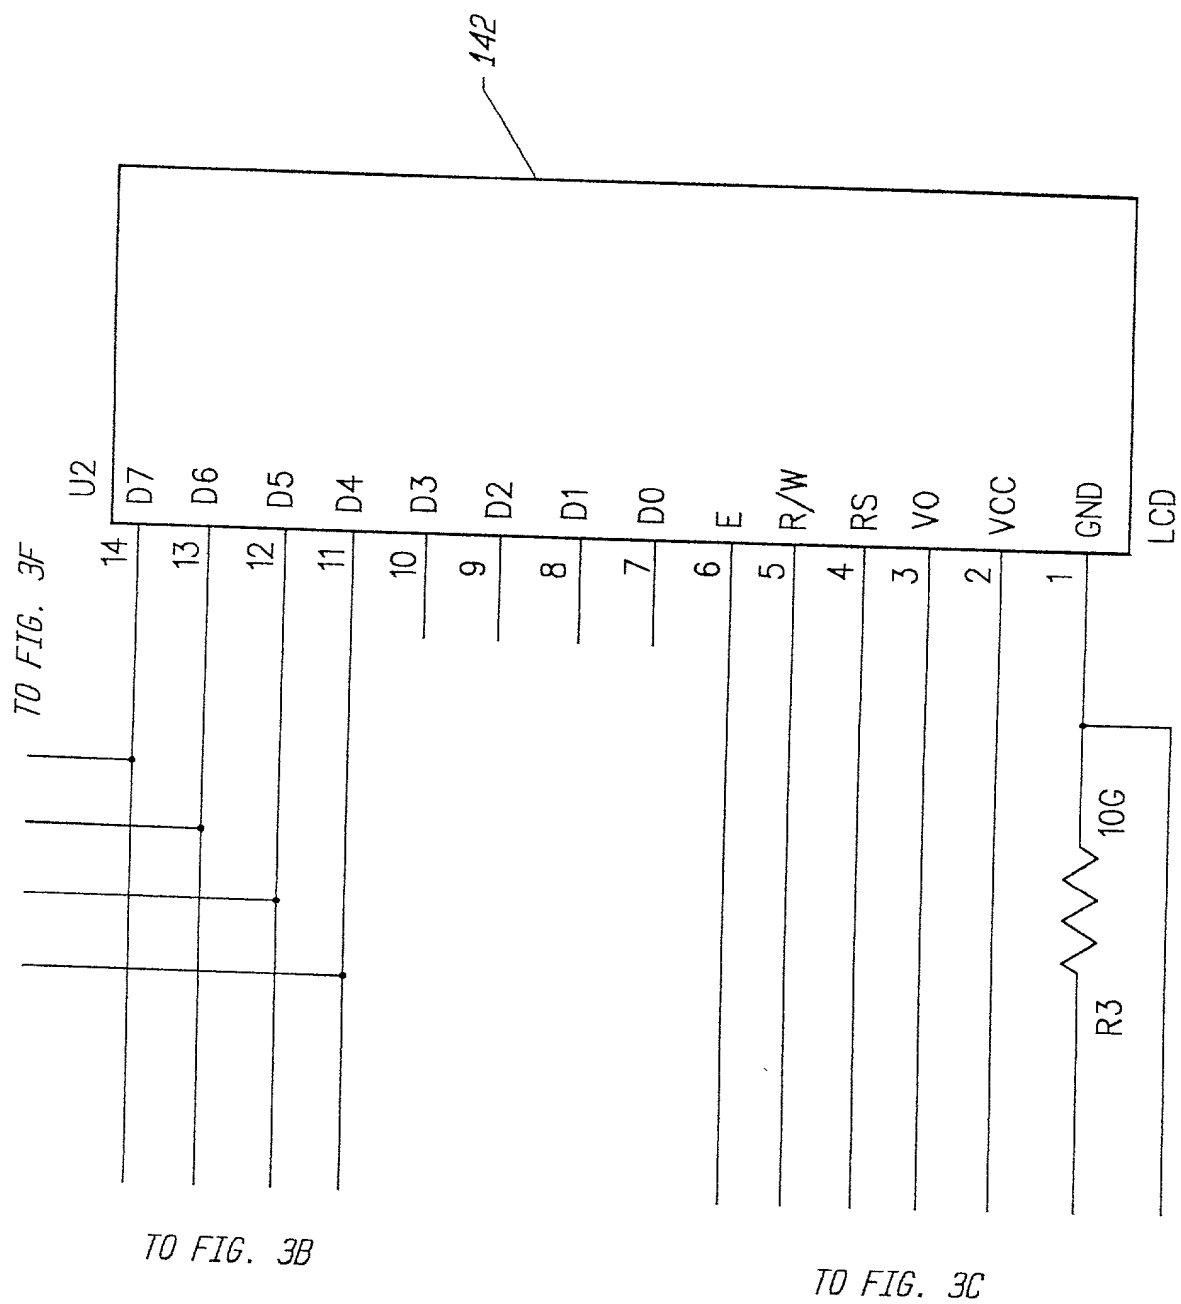 142
U2
D7
D6
D5
D4
D3
D2
D1
D0
E
R/W
RS
VO
VCC
GND
LCD
14
13
12
11
10
9
8
7
6
5
4
3
2
1
TO FIG. 3F
10G
R3
TO FIG. 3B
TO FIG. 3C